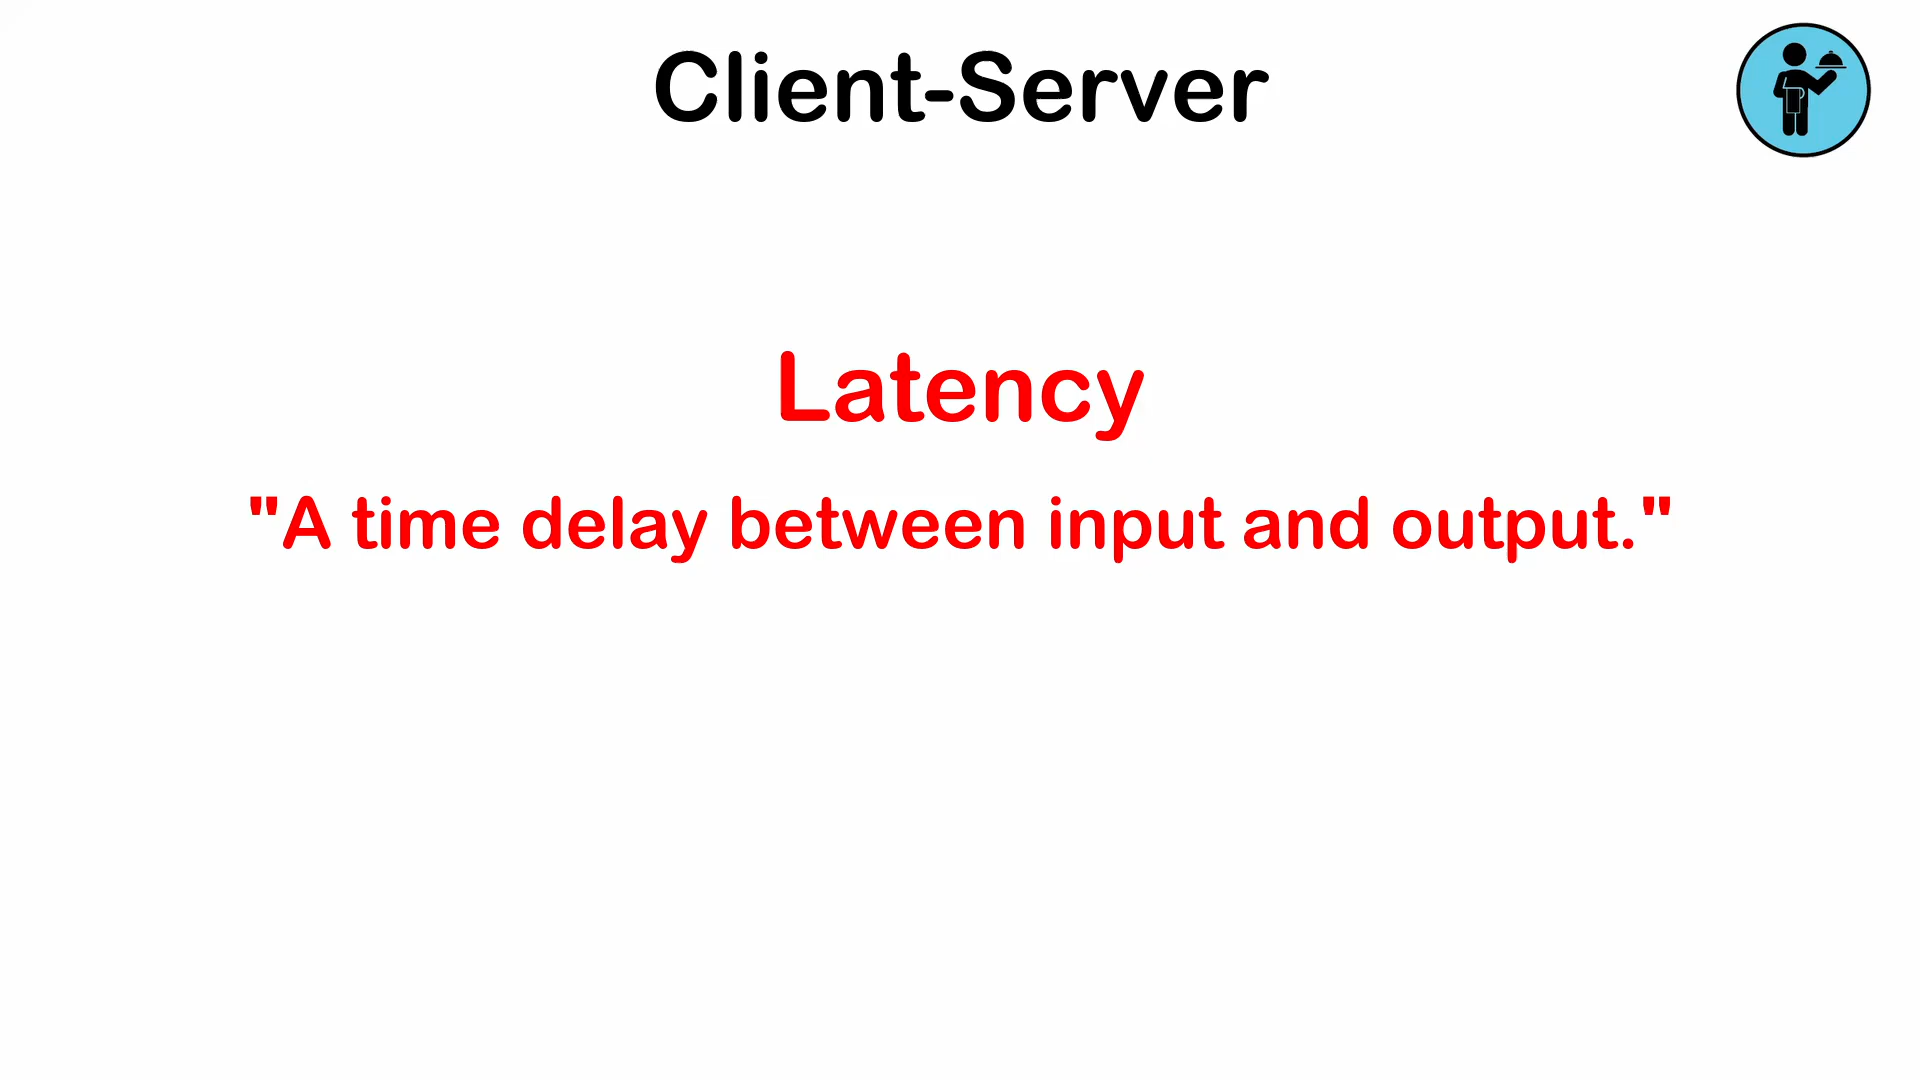 Client-Server
Latency
"A time delay between input and output."